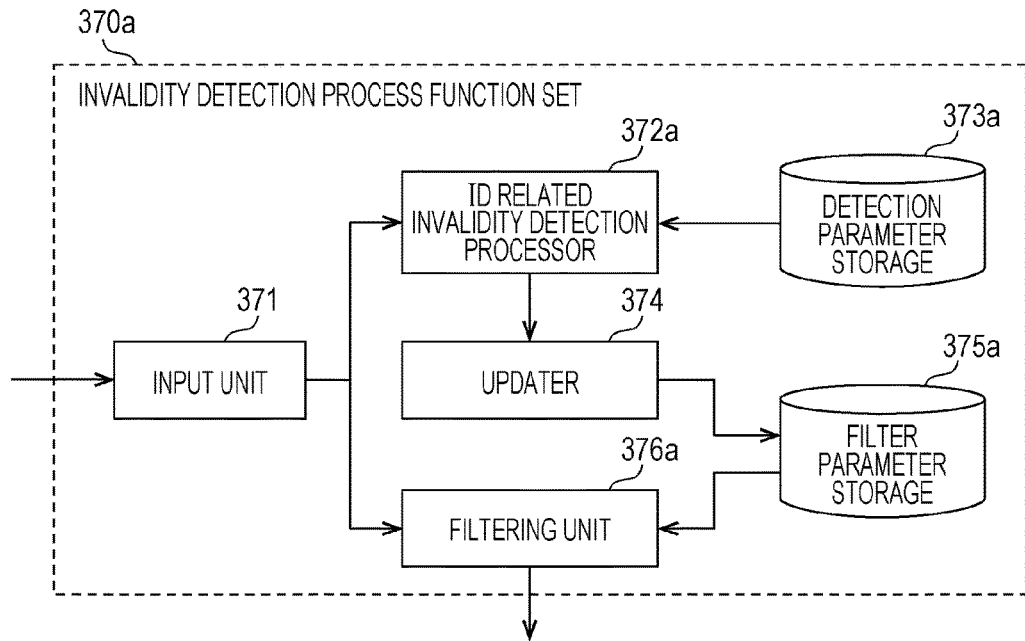 370a
INVALIDITY DETECTION PROCESS FUNCTION SET
372a
ID RELATED
INVALIDITY DETECTION
PROCESSOR
373a
DETECTION
PARAMETER
STORAGE
371
INPUT UNIT
374
UPDATER
375a
FILTER
PARAMETER
STORAGE
376a
FILTERING UNIT